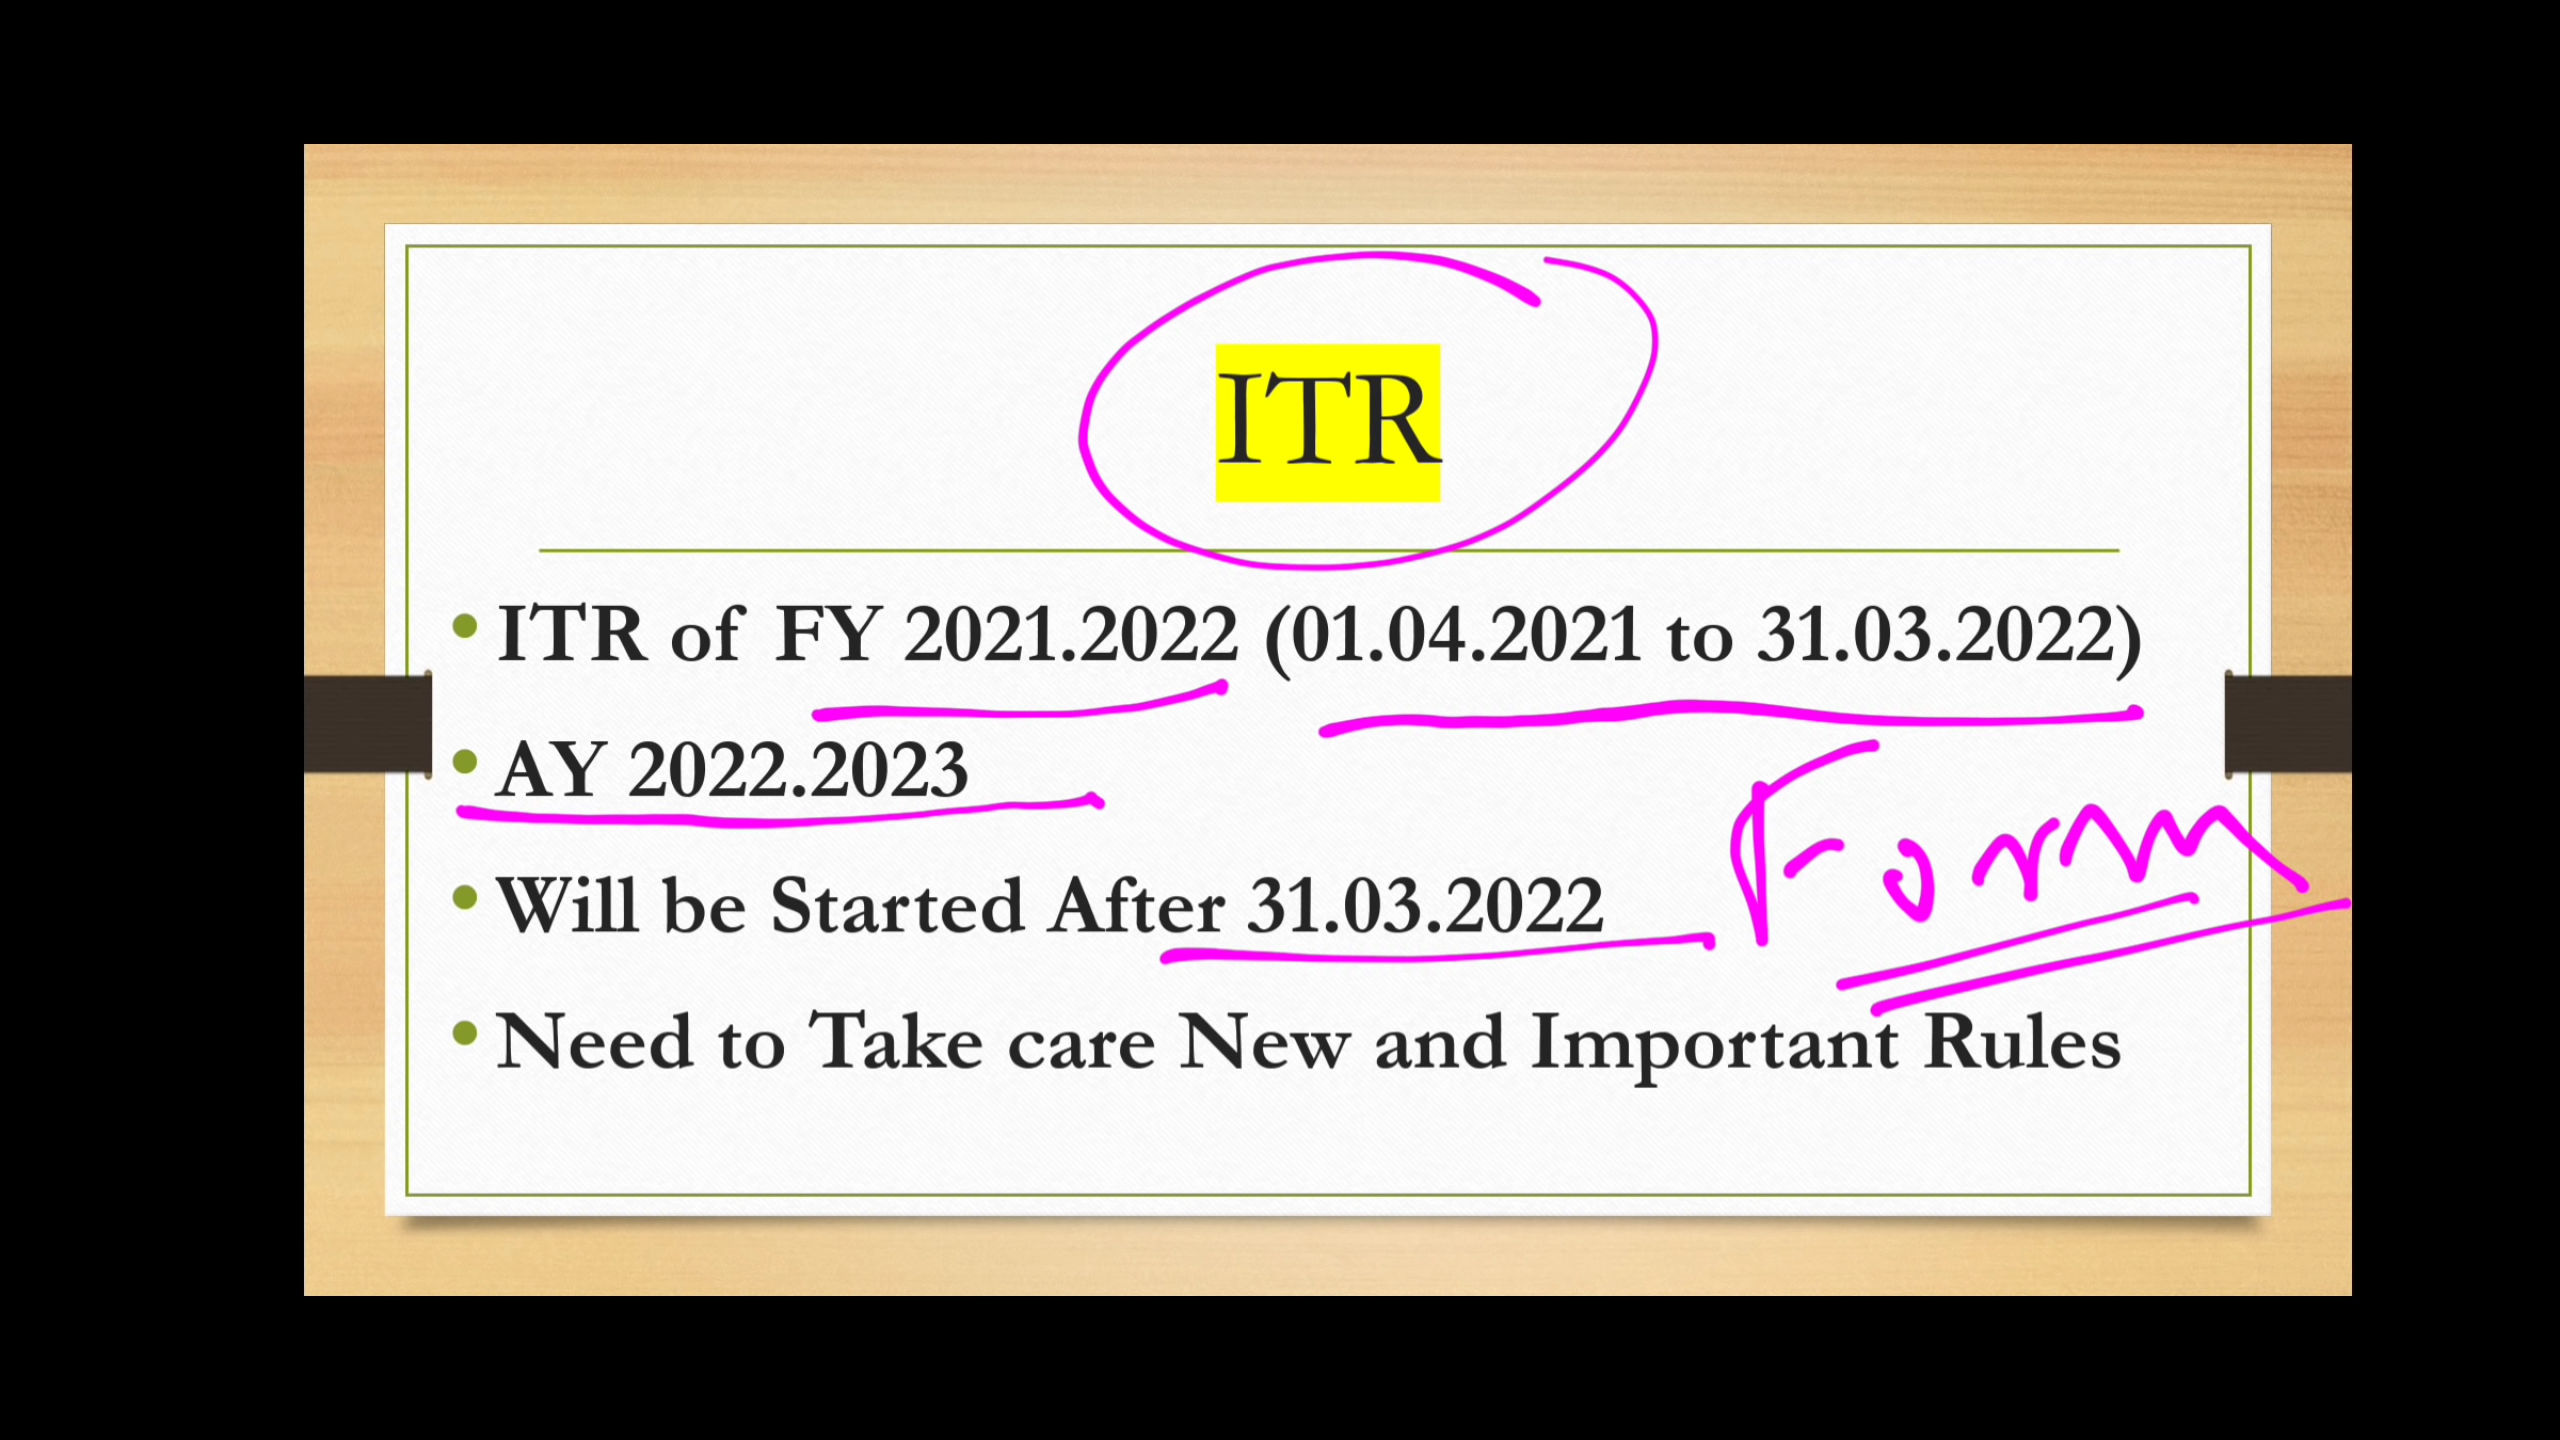 ITR
• ITR of FY 2021.2022 (01.04.2021 to 31.03.2022)
• AY 2022.2023
Form
• Will be Started After 31.03.2022
• Need to Take care New and Important Rules